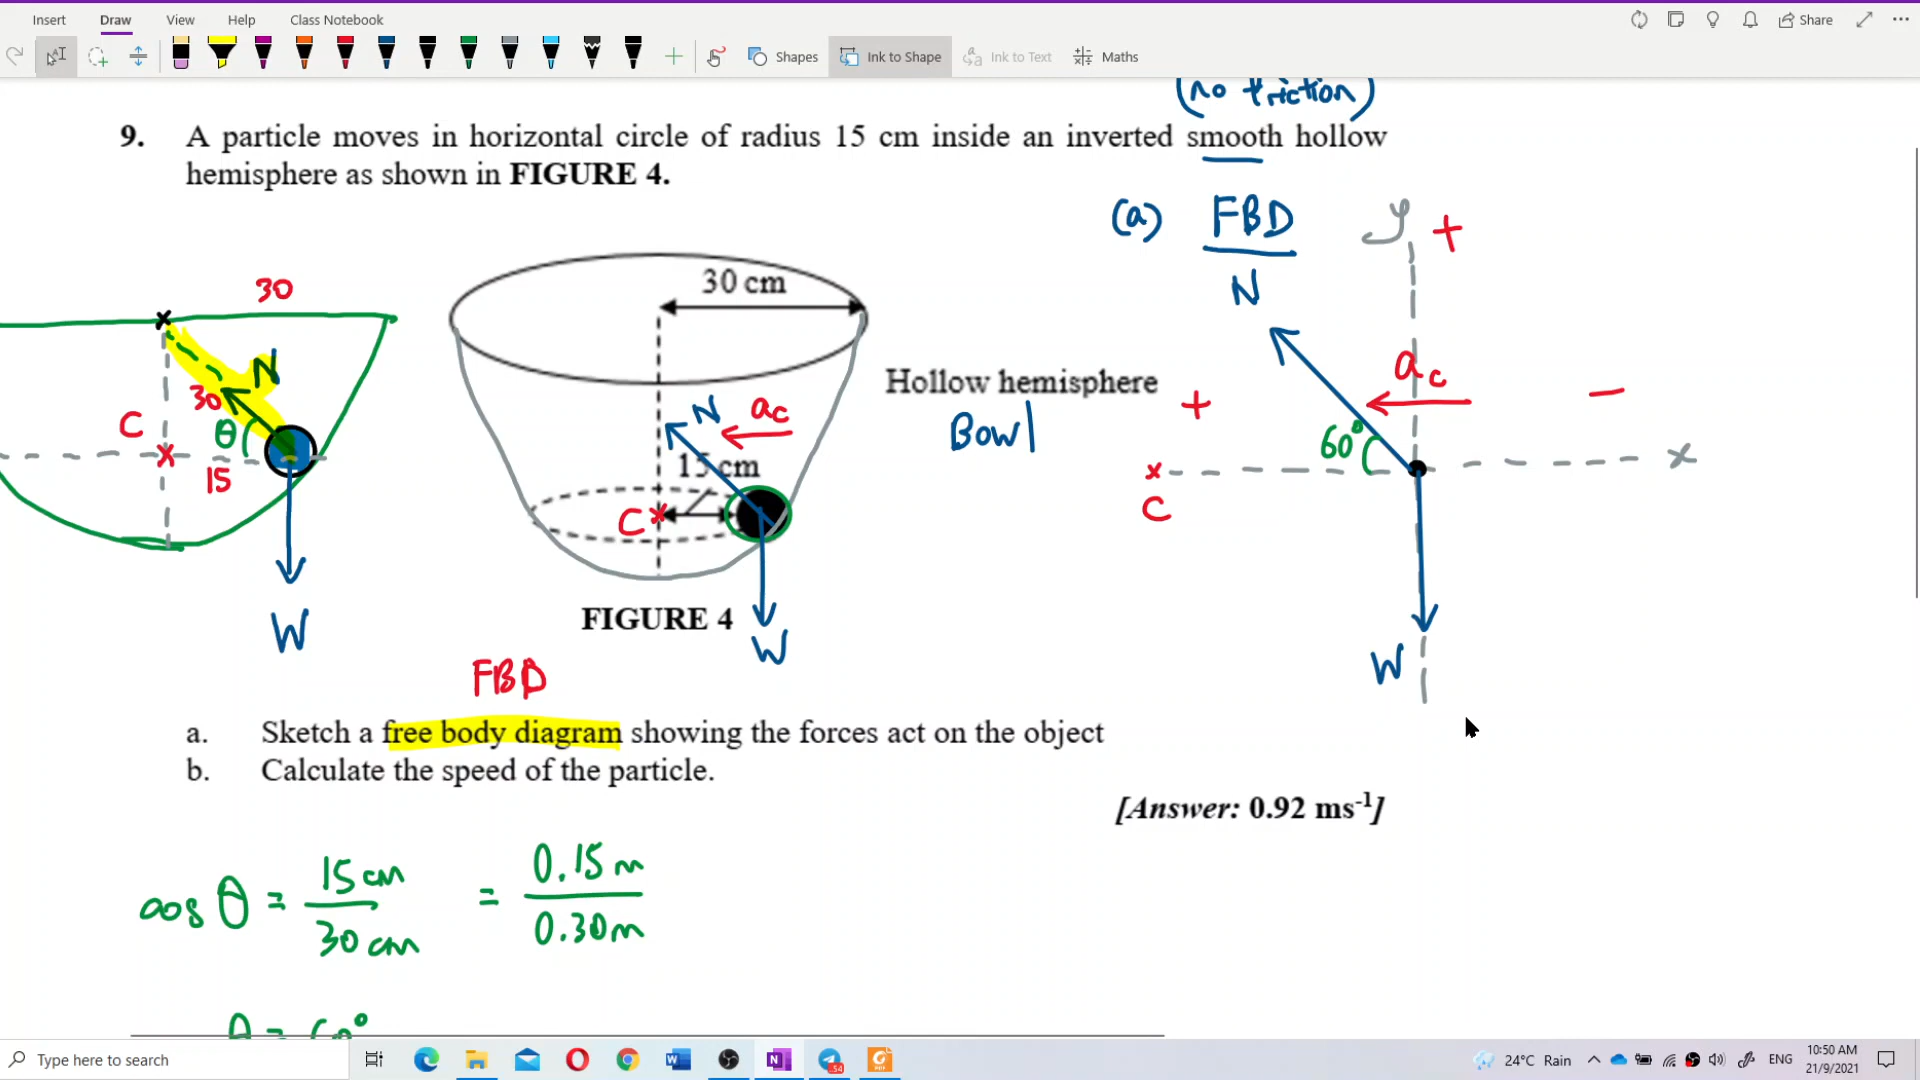 Insert Draw View Help Class Notebook Share
Shapes Ink to Shape Ink to Text Maths
(no friction)
9. A particle moves in horizontal circle of radius 15 cm inside an inverted smooth hollow
hemisphere as shown in FIGURE 4.
(a) FBD
y +
N
30
30 cm
N
30
θ
C
15
W
Hollow hemisphere
Bowl
N ac
15 cm
C
W
FIGURE 4
ac
+ −
60°
x
C
W
FBD
a. Sketch a free body diagram showing the forces act on the object
b. Calculate the speed of the particle.
[Answer: 0.92 ms-1]
cos θ = 15 cm / 30 cm = 0.15 m / 0.30 m
θ = 60°
Type here to search
24°C Rain
ENG
10:50 AM
21/9/2021